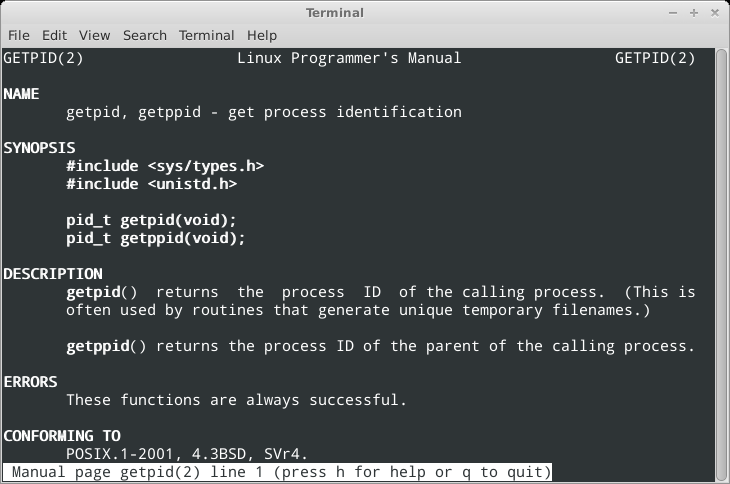 Terminal
File Edit View Search Terminal Help
GETPID(2) Linux Programmer's Manual GETPID(2)
NAME
getpid, getppid - get process identification
SYNOPSIS
#include <sys/types.h>
#include <unistd.h>
pid_t getpid(void);
pid_t getppid(void);
DESCRIPTION
getpid() returns the process ID of the calling process. (This is
often used by routines that generate unique temporary filenames.)
getppid() returns the process ID of the parent of the calling process.
ERRORS
These functions are always successful.
CONFORMING TO
POSIX.1-2001, 4.3BSD, SVr4.
Manual page getpid(2) line 1 (press h for help or q to quit)